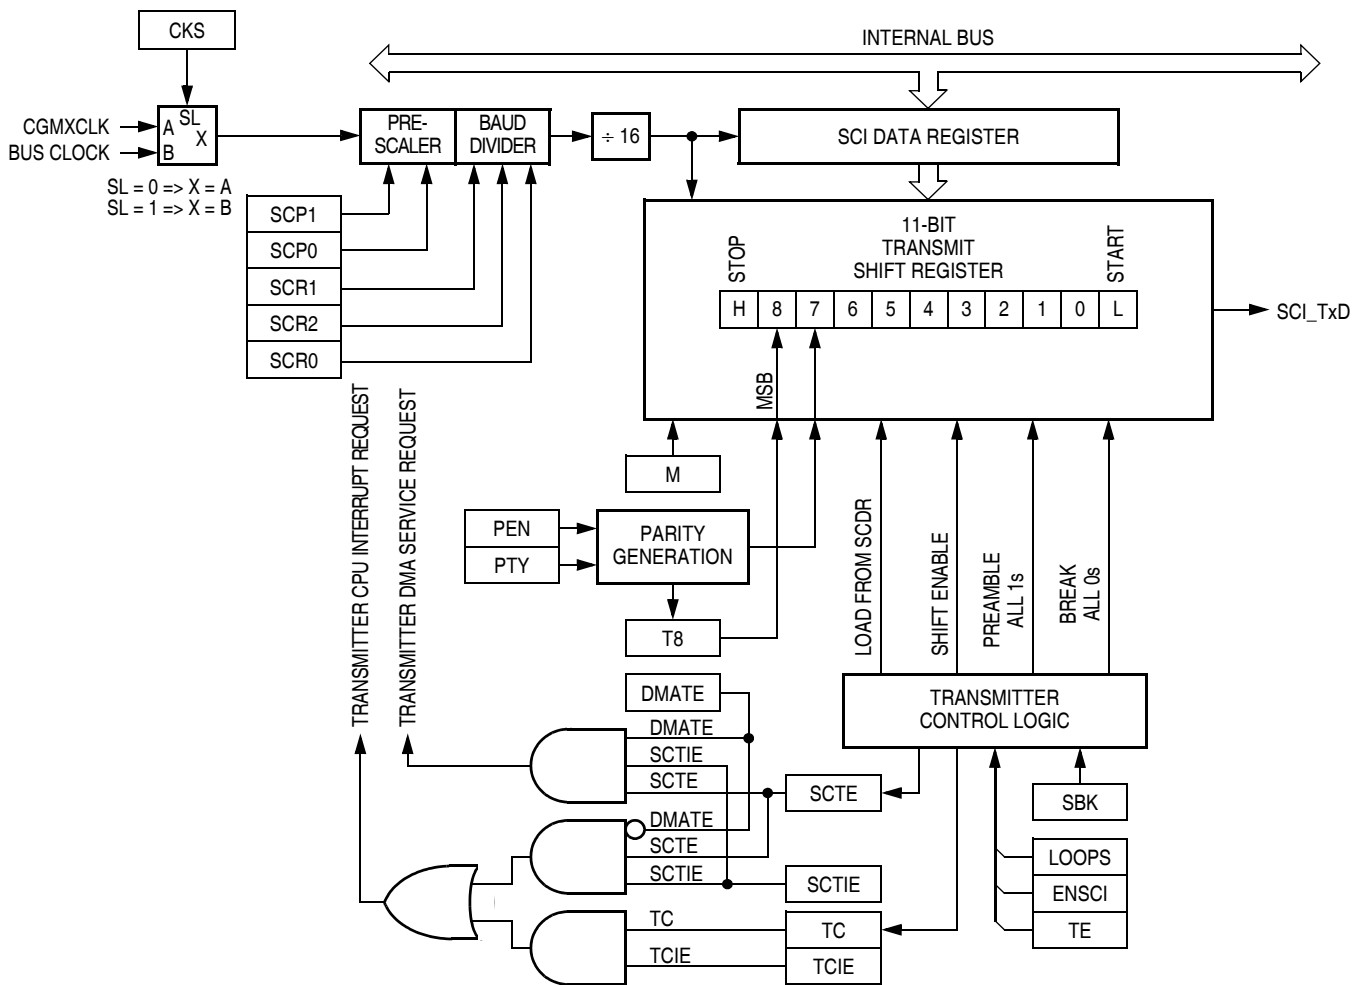 CKS
INTERNAL BUS
CGMXCLK
BUS CLOCK
A
SL
X
B
SL = 0 => X = A
SL = 1 => X = B
PRE-
SCALER
BAUD
DIVIDER
÷ 16
SCI DATA REGISTER
SCP1
SCP0
SCR1
SCR2
SCR0
11-BIT
TRANSMIT
SHIFT REGISTER
STOP
START
H 8 7 6 5 4 3 2 1 0 L
SCI_TxD
MSB
M
TRANSMITTER CPU INTERRUPT REQUEST
TRANSMITTER DMA SERVICE REQUEST
PEN
PTY
PARITY
GENERATION
T8
LOAD FROM SCDR
SHIFT ENABLE
PREAMBLE
ALL 1s
BREAK
ALL 0s
TRANSMITTER
CONTROL LOGIC
DMATE
DMATE
SCTIE
SCTE
SCTE
SBK
DMATE
SCTE
SCTIE
SCTIE
LOOPS
ENSCI
TE
TC
TCIE
TC
TCIE